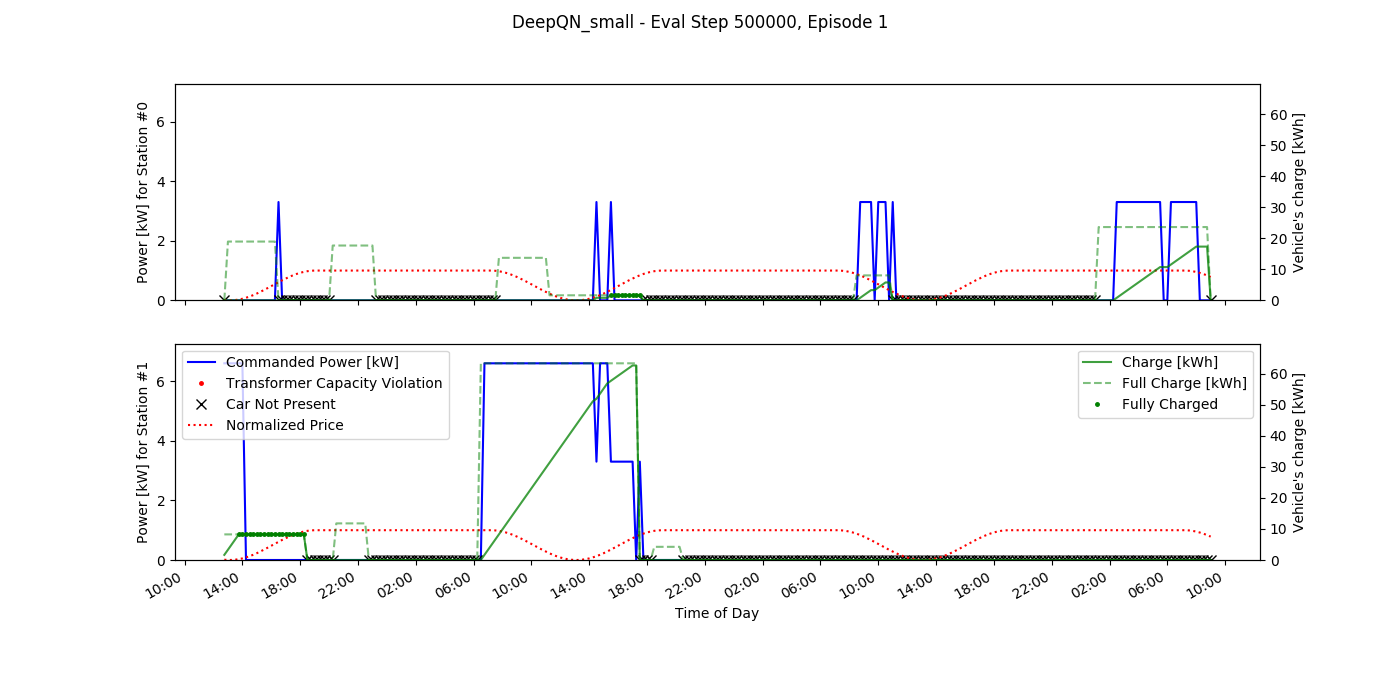 DeepQN_small - Eval Step 500000, Episode 1
Power [kW] for Station #0
6
4
2
0
60
50
40
30
20
10
0
Vehicle's charge [kWh]
Power [kW] for Station #1
6
4
2
0
Commanded Power [kW]
Transformer Capacity Violation
Car Not Present
Normalized Price
Charge [kWh]
Full Charge [kWh]
Fully Charged
60
50
40
30
20
10
0
Vehicle's charge [kWh]
10:00 14:00 18:00 22:00 02:00 06:00 10:00 14:00 18:00 22:00 02:00 06:00 10:00 14:00 18:00 22:00 02:00 06:00 10:00
Time of Day